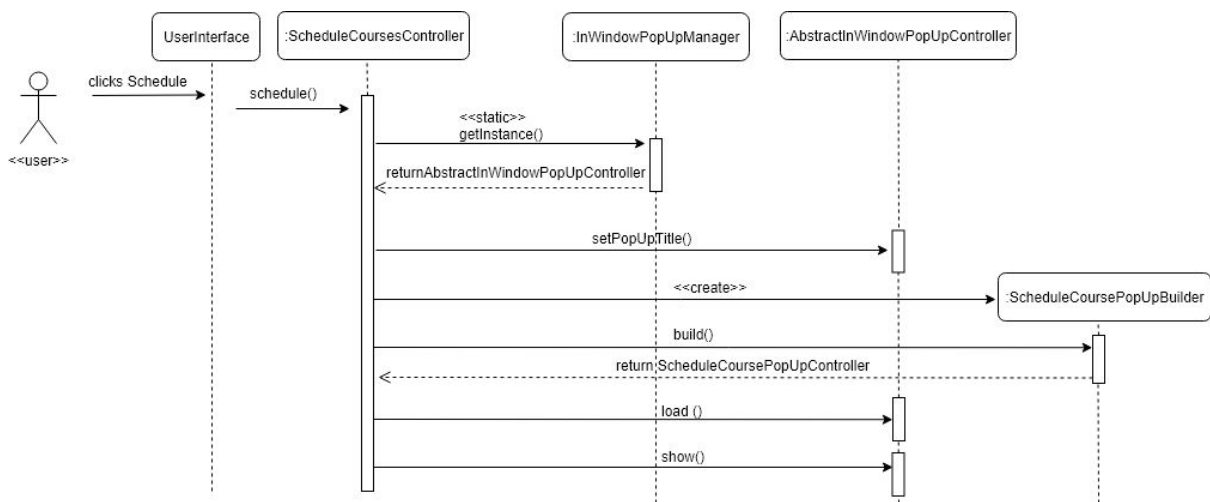 UserInterface
:ScheduleCoursesController
:InWindowPopUpManager
:AbstractInWindowPopUpController
clicks Schedule
schedule()
<<static>>
getInstance()
<<user>>
returnAbstractInWindowPopUpController
setPopUpTitle()
<<create>>
:ScheduleCoursePopUpBuilder
build()
return ScheduleCoursePopUpController
load ()
show()